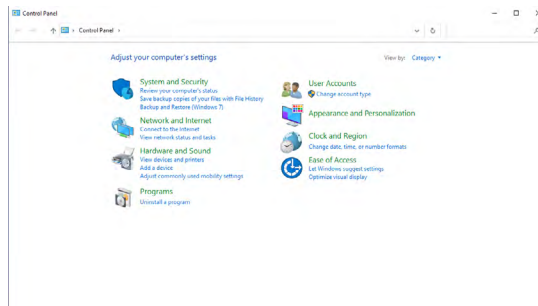 Control Panel
Control Panel
Adjust your computer's settings
View by: Category
System and Security
Review your computer's status
Save backup copies of your files with File History
Backup and Restore (Windows 7)
Network and Internet
Connect to the Internet
View network status and tasks
Hardware and Sound
View devices and printers
Add a device
Adjust commonly used mobility settings
Programs
Uninstall a program
User Accounts
Change account type
Appearance and Personalization
Clock and Region
Change date, time, or number formats
Ease of Access
Let Windows suggest settings
Optimize visual display